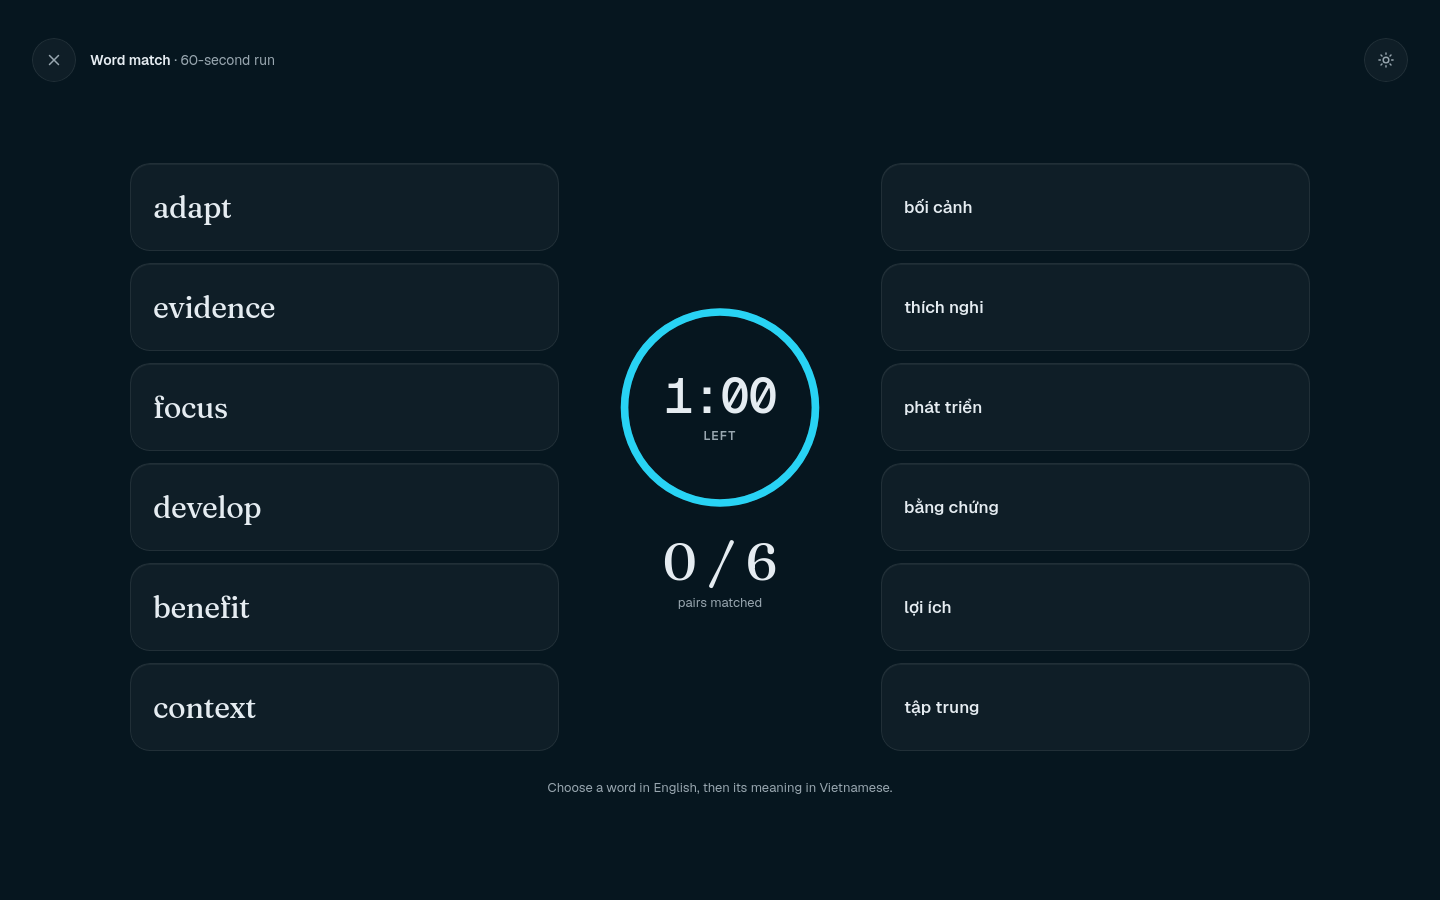 Word match · 60-second run
adapt
evidence
focus
develop
benefit
context
1:00
LEFT
0 / 6
pairs matched
bối cảnh
thích nghi
phát triển
bằng chứng
lợi ích
tập trung
Choose a word in English, then its meaning in Vietnamese.